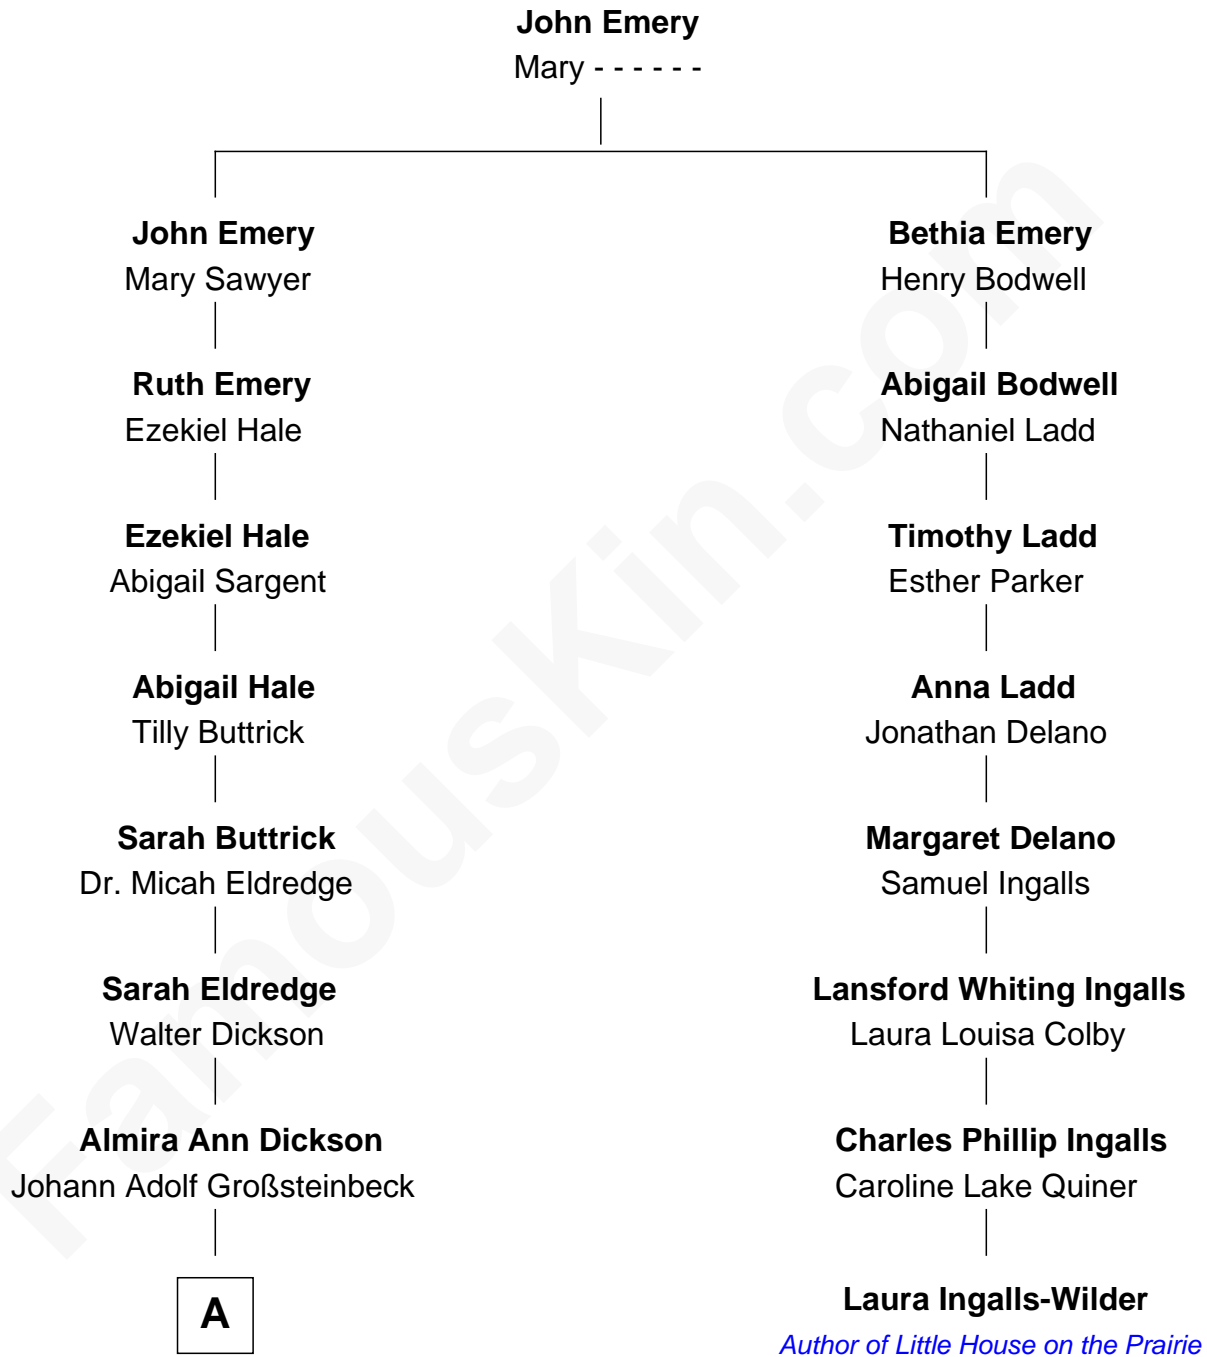 John Emery
Mary - - - - - -
John Emery
Mary Sawyer
Bethia Emery
Henry Bodwell
Ruth Emery
Ezekiel Hale
Abigail Bodwell
Nathaniel Ladd
Ezekiel Hale
Abigail Sargent
Timothy Ladd
Esther Parker
Abigail Hale
Tilly Buttrick
Anna Ladd
Jonathan Delano
Sarah Buttrick
Dr. Micah Eldredge
Margaret Delano
Samuel Ingalls
Sarah Eldredge
Walter Dickson
Lansford Whiting Ingalls
Laura Louisa Colby
Almira Ann Dickson
Johann Adolf Großsteinbeck
Charles Phillip Ingalls
Caroline Lake Quiner
A
Laura Ingalls-Wilder
Author of Little House on the Prairie
FamousKin.com